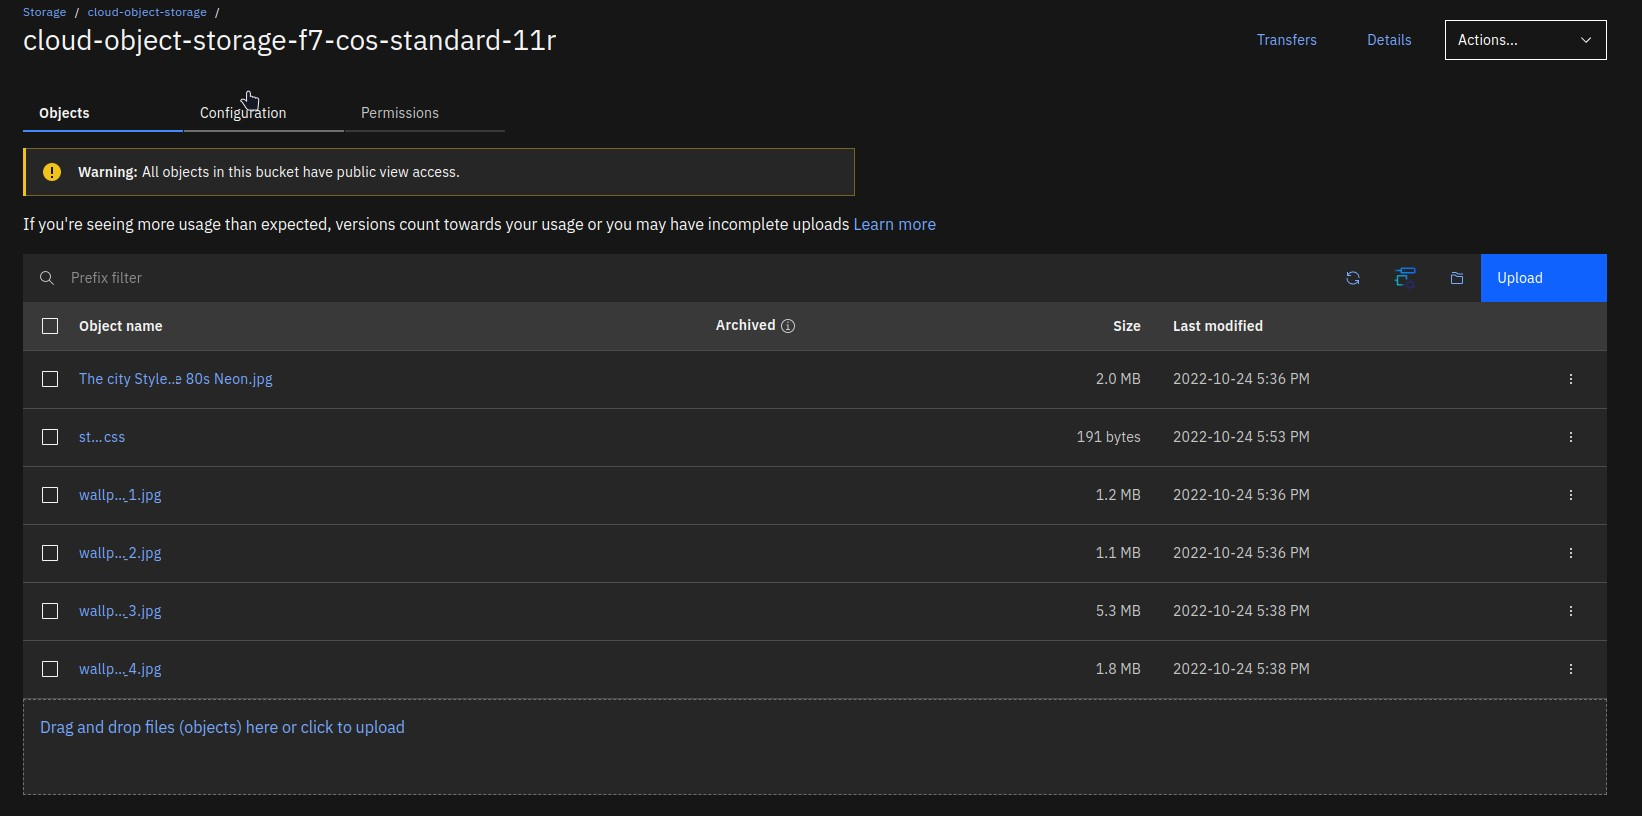 Storage / cloud-object-storage /
cloud-object-storage-f7-cos-standard-11r
Transfers Details Actions...
Objects Configuration Permissions
Warning: All objects in this bucket have public view access.
If you're seeing more usage than expected, versions count towards your usage or you may have incomplete uploads Learn more
Prefix filter Upload
Object name Archived Size Last modified
The city Style...e 80s Neon.jpg 2.0 MB 2022-10-24 5:36 PM
st...css 191 bytes 2022-10-24 5:53 PM
wallp..._1.jpg 1.2 MB 2022-10-24 5:36 PM
wallp..._2.jpg 1.1 MB 2022-10-24 5:36 PM
wallp..._3.jpg 5.3 MB 2022-10-24 5:38 PM
wallp..._4.jpg 1.8 MB 2022-10-24 5:38 PM
Drag and drop files (objects) here or click to upload